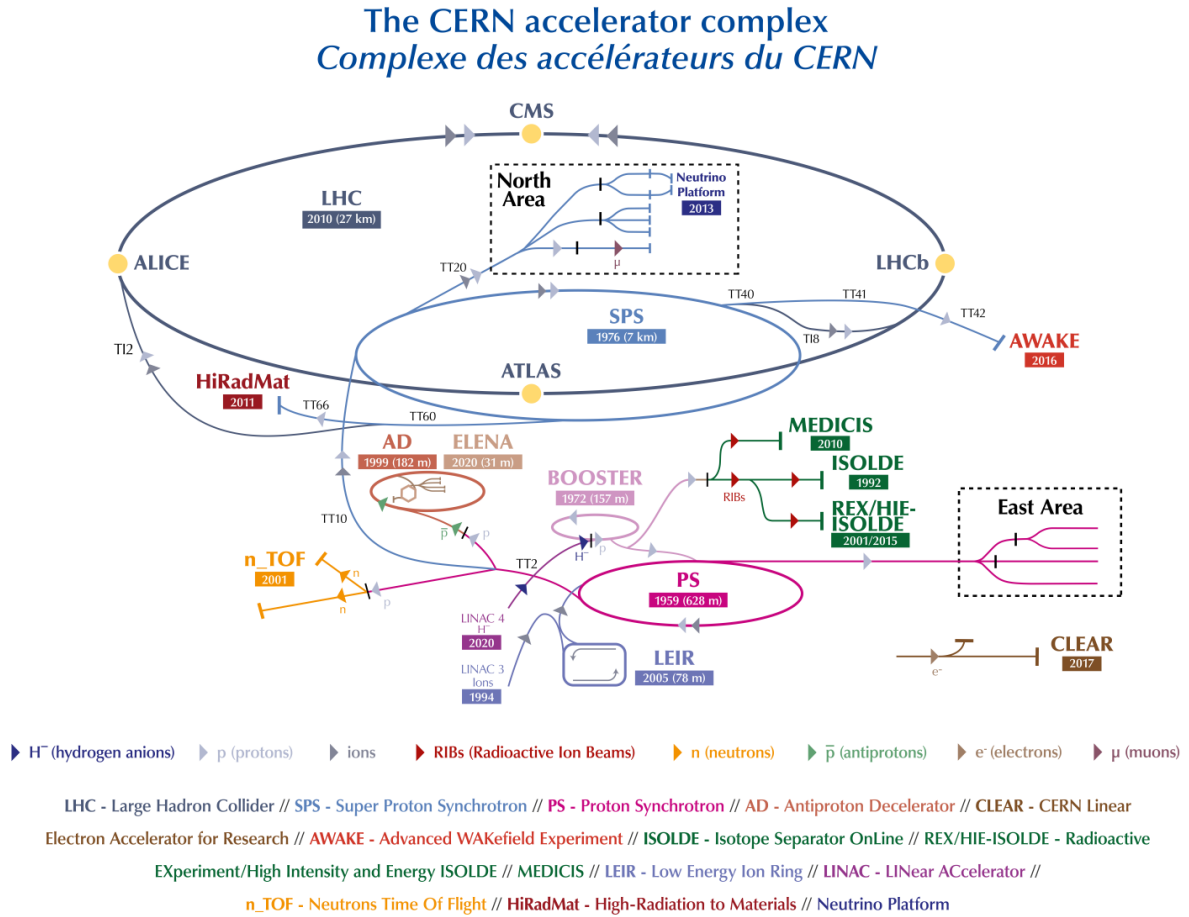 The CERN accelerator complex
Complexe des accélérateurs du CERN
CMS
North
Area
Neutrino
Platform
2013
LHC
2010 (27 km)
μ
ALICE
LHCb
TT20
TT40
TT41
TT42
SPS
1976 (7 km)
TI8
AWAKE
2016
TI2
ATLAS
HiRadMat
2011
TT66
TT60
MEDICIS
2010
AD
1999 (182 m)
ELENA
2020 (31 m)
BOOSTER
1972 (157 m)
ISOLDE
1992
RIBs
REX/HIE-
ISOLDE
2001/2015
East Area
TT10
p̅
p
p
H⁻
n_TOF
2001
TT2
n
n
p
PS
1959 (628 m)
LINAC 4
H⁻
2020
LINAC 3
Ions
1994
LEIR
2005 (78 m)
CLEAR
2017
e-
H⁻ (hydrogen anions)
p (protons)
ions
RIBs (Radioactive Ion Beams)
n (neutrons)
p̅ (antiprotons)
e- (electrons)
μ (muons)
LHC - Large Hadron Collider // SPS - Super Proton Synchrotron // PS - Proton Synchrotron // AD - Antiproton Decelerator // CLEAR - CERN Linear
Electron Accelerator for Research // AWAKE - Advanced WAKefield Experiment // ISOLDE - Isotope Separator OnLine // REX/HIE-ISOLDE - Radioactive
EXperiment/High Intensity and Energy ISOLDE // MEDICIS // LEIR - Low Energy Ion Ring // LINAC - LINear ACcelerator //
n_TOF - Neutrons Time Of Flight // HiRadMat - High-Radiation to Materials // Neutrino Platform